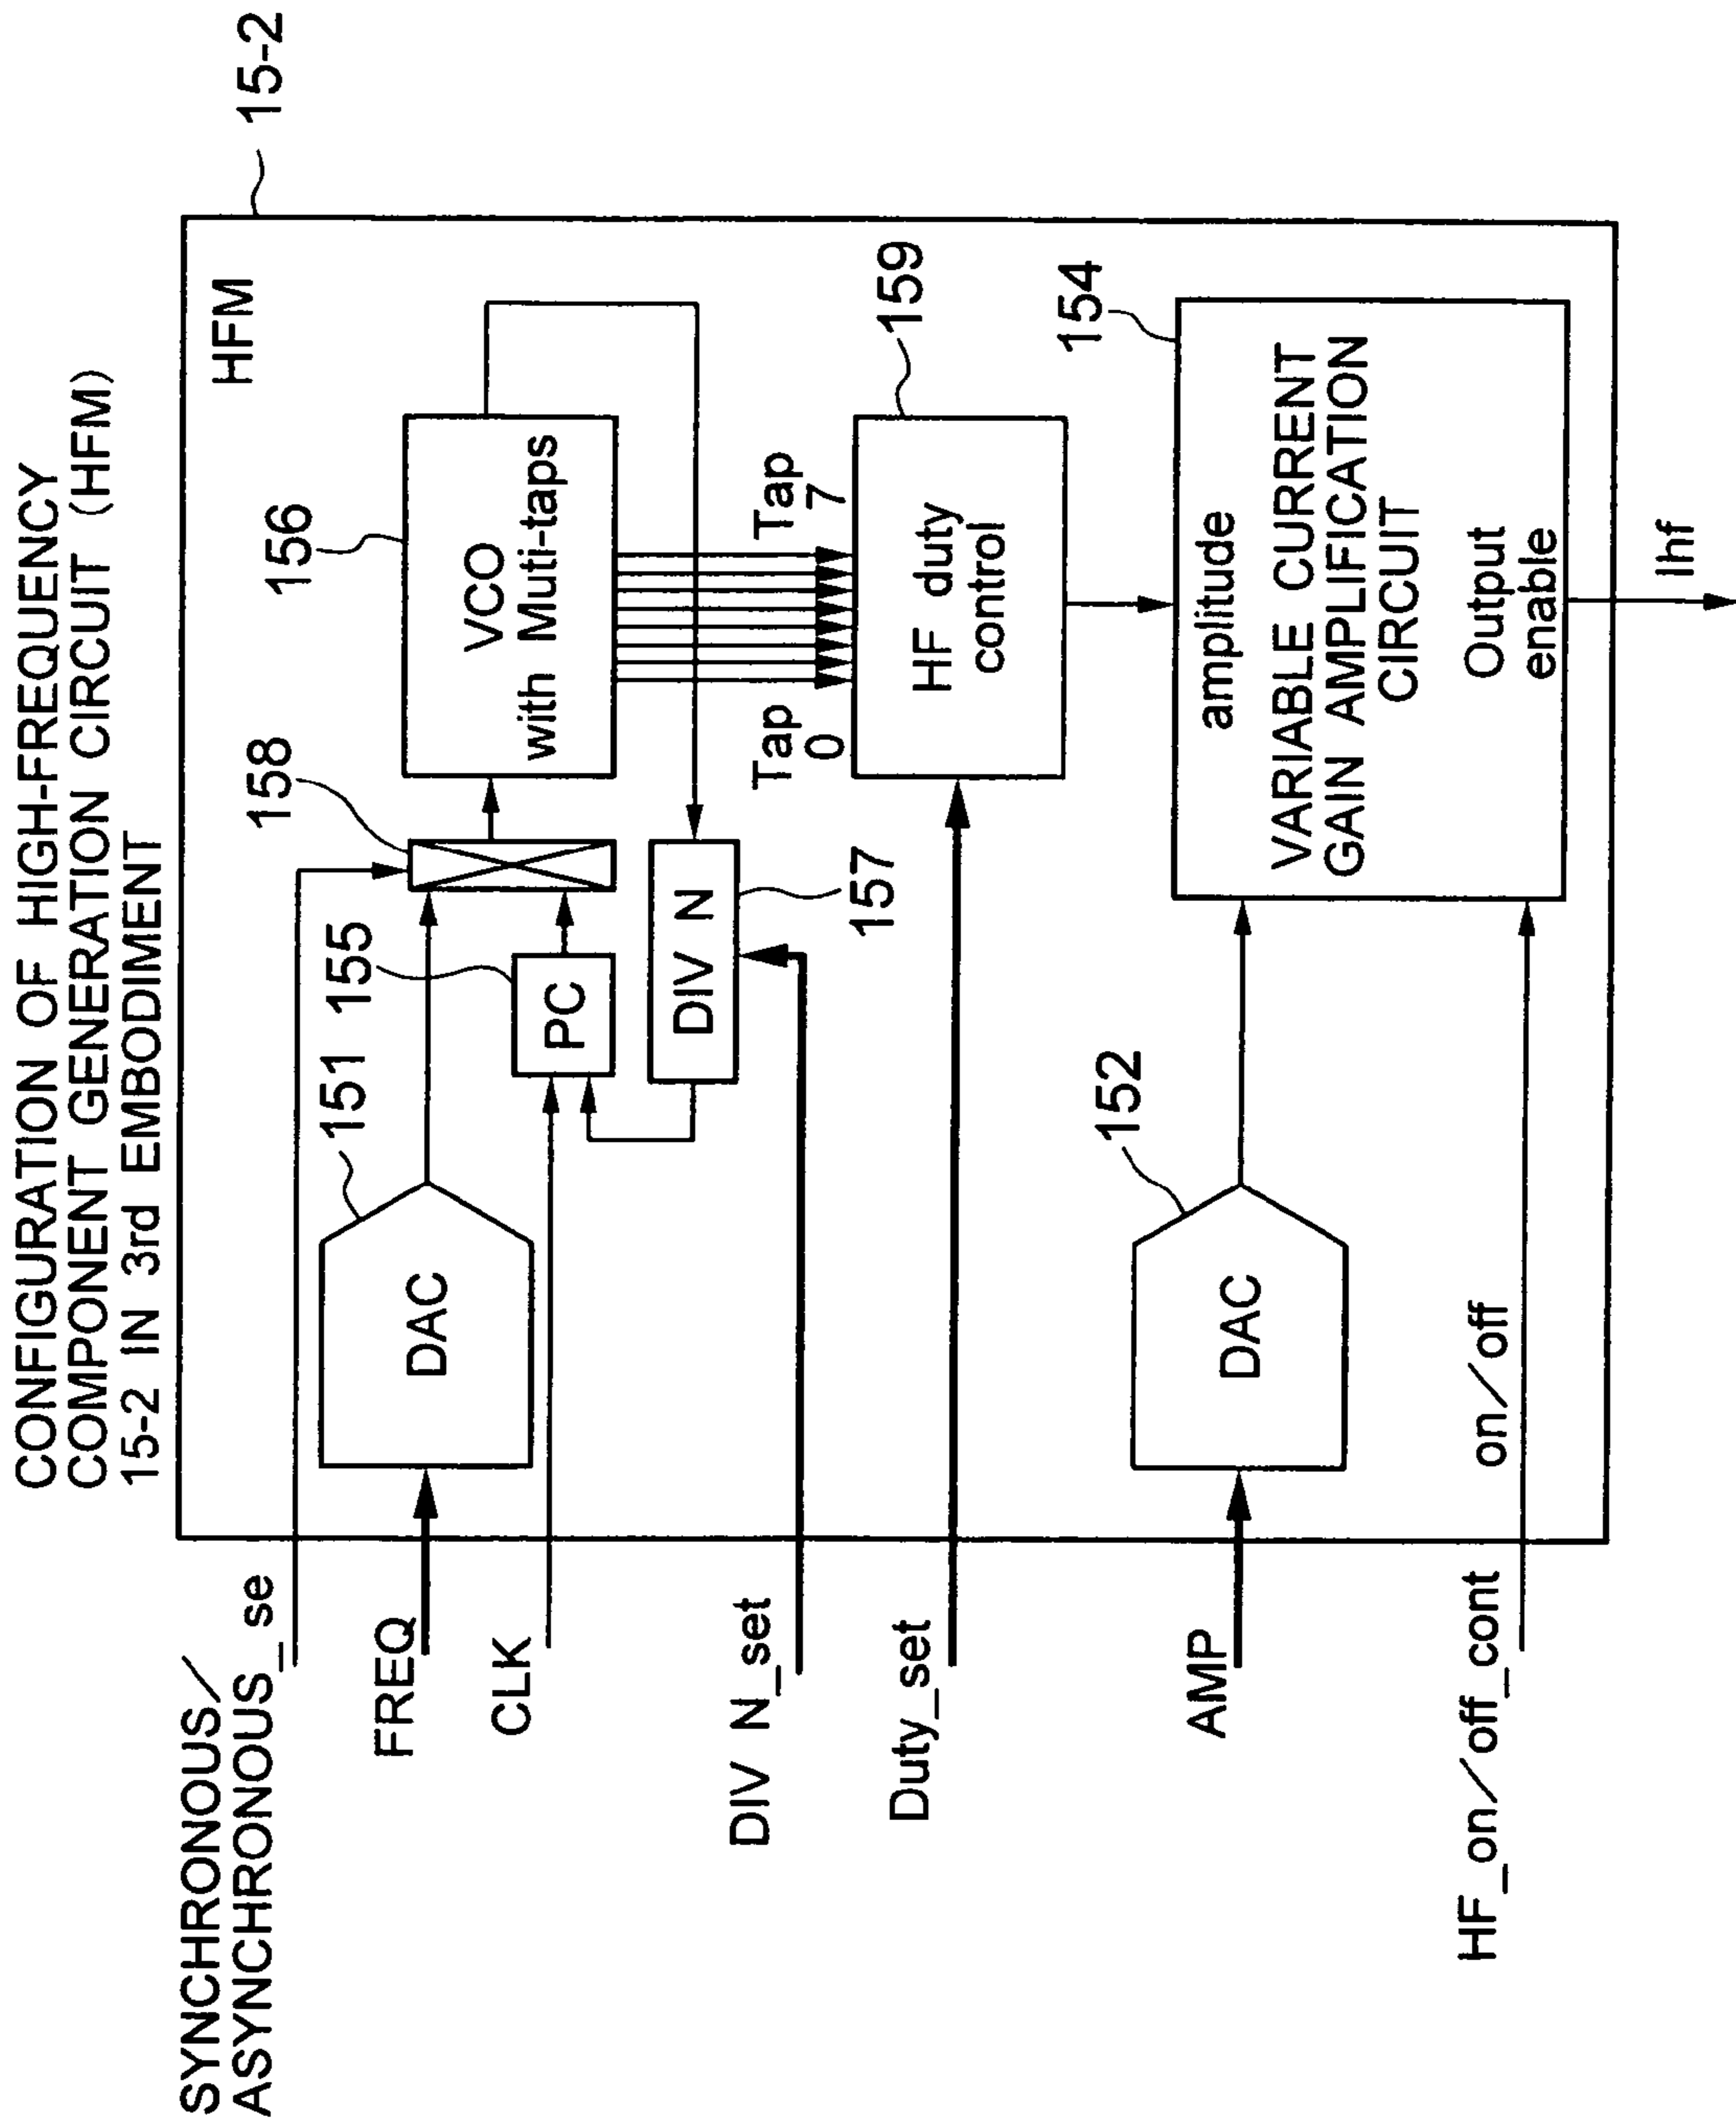 CONFIGURATION OF HIGH-FREQUENCY
COMPONENT GENERATION CIRCUIT (HFM)
15-2 IN 3rd EMBODIMENT
15-2
HFM
SYNCHRONOUS/
ASYNCHRONOUS_se
FREQ
CLK
DIV N_set
Duty_set
AMP
HF_on/off_cont
on/off
DAC
151
155
PC
158
156
VCO
with Muti-taps
DIV N
157
Tap
0
Tap
7
159
HF duty
control
DAC
152
154
amplitude
VARIABLE CURRENT
GAIN AMPLIFICATION
CIRCUIT
Output
enable
Ihf